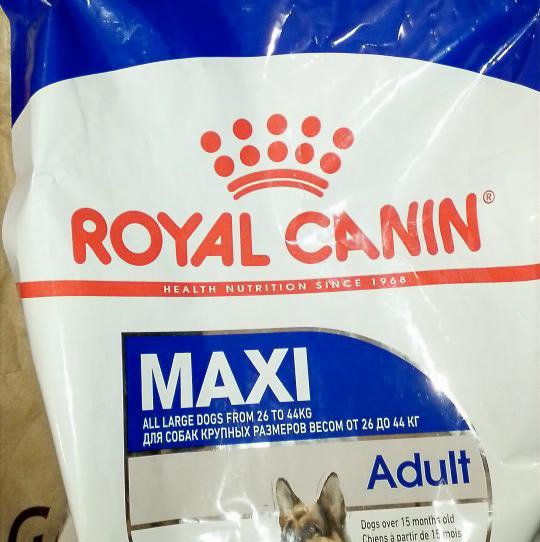 ROYAL CANIN®
HEALTH NUTRITION SINCE 1968
MAXI
ALL LARGE DOGS FROM 26 TO 44KG
ДЛЯ СОБАК КРУПНЫХ РАЗМЕРОВ ВЕСОМ ОТ 26 ДО 44 КГ
Adult
Dogs over 15 months old
Chiens à partir de 15 mois
G